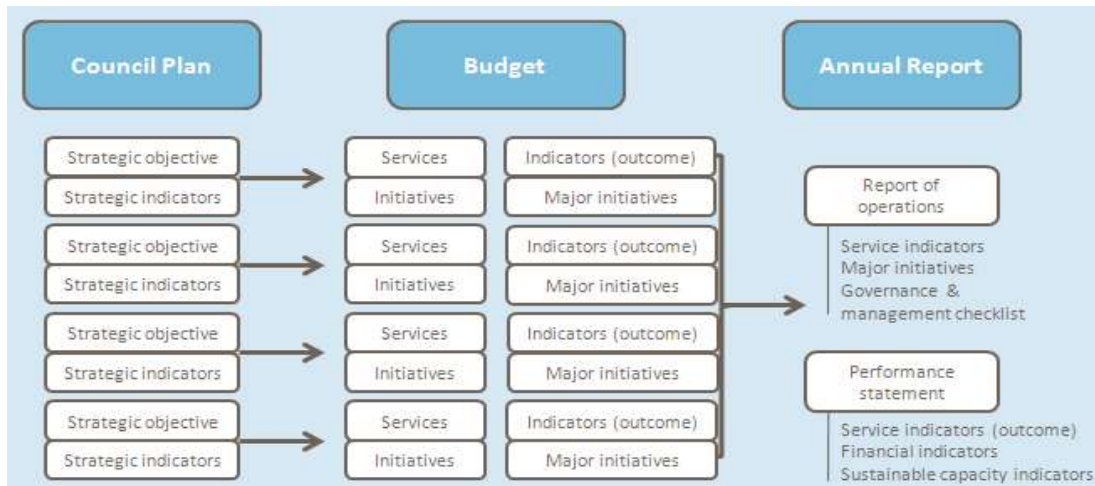 Council Plan
Budget
Annual Report
Strategic objective
Strategic indicators
Strategic objective
Strategic indicators
Strategic objective
Strategic indicators
Strategic objective
Strategic indicators
Services
Initiatives
Services
Initiatives
Services
Initiatives
Services
Initiatives
Indicators (outcome)
Major initiatives
Indicators (outcome)
Major initiatives
Indicators (outcome)
Major initiatives
Indicators (outcome)
Major initiatives
Report of
operations
Service indicators
Major initiatives
Governance &
management checklist
Performance
statement
Service indicators (outcome)
Financial indicators
Sustainable capacity indicators